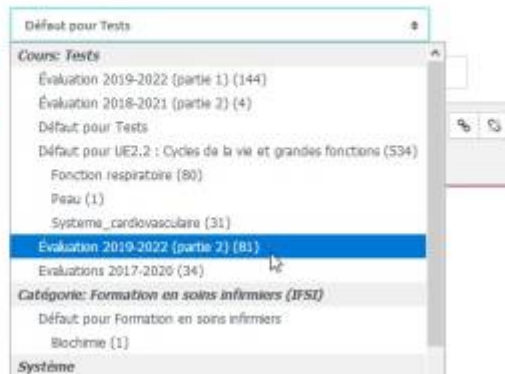 Défaut pour Tests
Cours: Tests
Évaluation 2019-2022 (partie 1) (144)
Évaluation 2018-2021 (partie 2) (4)
Défaut pour Tests
Défaut pour UE2.2 : Cycles de la vie et grandes fonctions (534)
Fonction respiratoire (80)
Peau (1)
Systeme_cardiovasculaire (31)
Évaluation 2019-2022 (partie 2) (81)
Evaluations 2017-2020 (34)
Catégorie: Formation en soins infirmiers (IFSI)
Défaut pour Formation en soins infirmiers
Biochimie (1)
Système